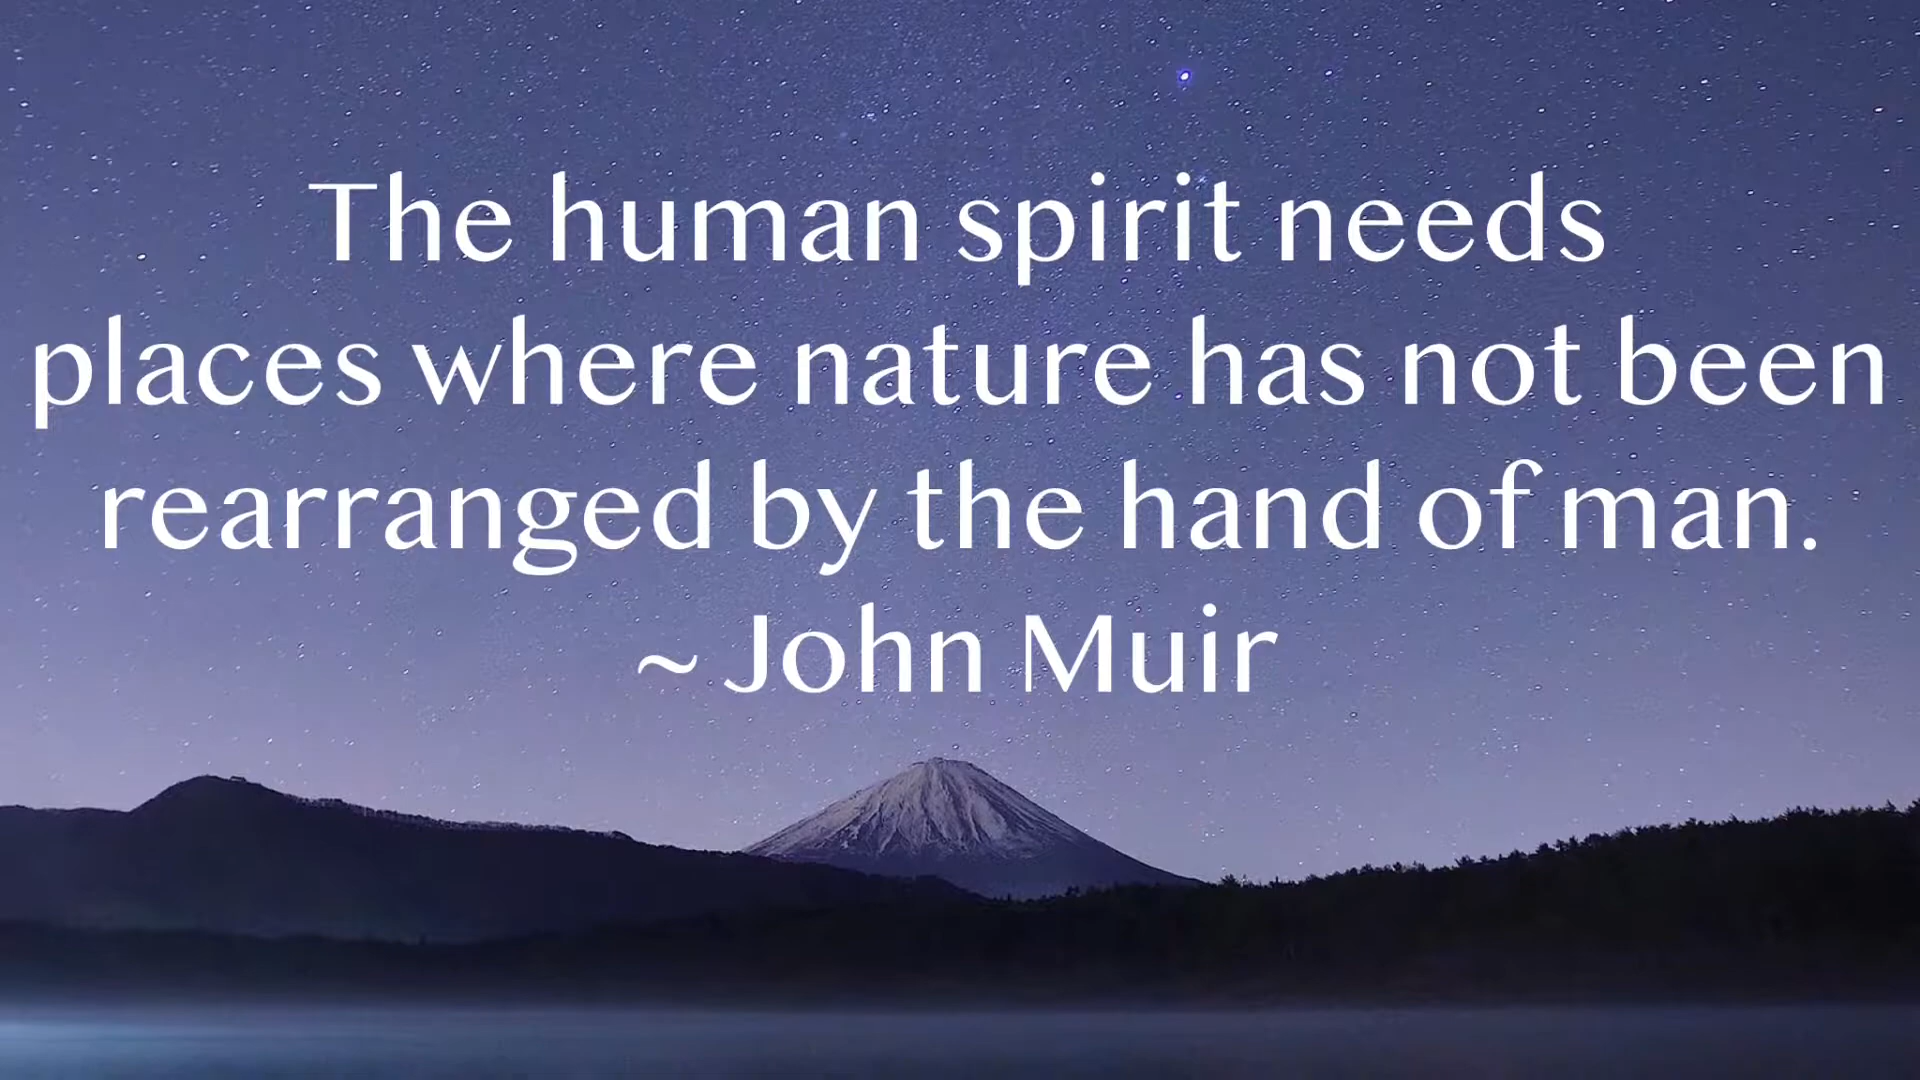 The human spirit needs
places where nature has not been
rearranged by the hand of man.
~John Muir